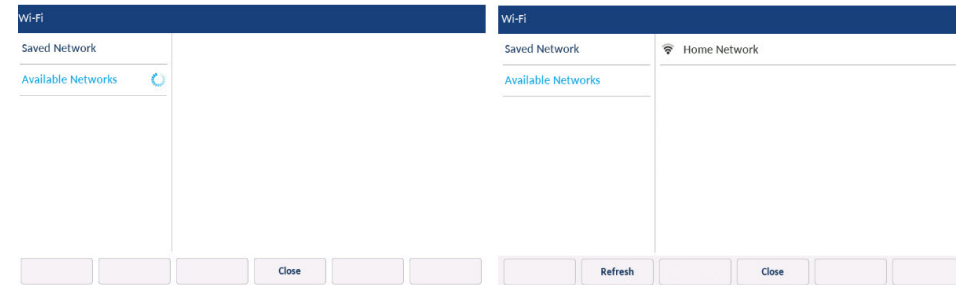 Wi-Fi
Saved Network
Available Networks
Close
Wi-Fi
Saved Network
Home Network
Available Networks
Refresh
Close